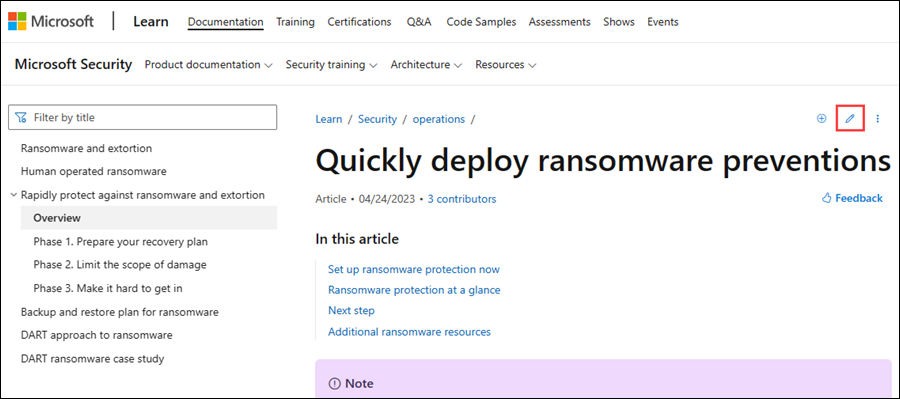 Microsoft Learn Documentation Training Certifications Q&A Code Samples Assessments Shows Events
Microsoft Security Product documentation Security training Architecture Resources
Filter by title
Ransomware and extortion
Human operated ransomware
Rapidly protect against ransomware and extortion
Overview
Phase 1. Prepare your recovery plan
Phase 2. Limit the scope of damage
Phase 3. Make it hard to get in
Backup and restore plan for ransomware
DART approach to ransomware
DART ransomware case study
Learn / Security / operations /
Quickly deploy ransomware preventions
Article • 04/24/2023 • 3 contributors
Feedback
In this article
Set up ransomware protection now
Ransomware protection at a glance
Next step
Additional ransomware resources
Note